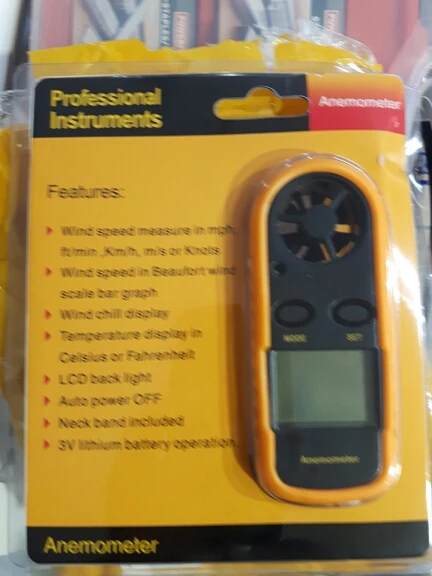 Professional
Instruments
Anemometer
Features:
Wind speed measure in mph,
ft/min ,Km/h, m/s or Knots
Wind speed in Beaufort wind
scale bar graph
Wind chill display
Temperature display in
Celsius or Fahrenheit
LCD back light
Auto power OFF
Neck band included
3V lithium battery operation
MODE SET
Anemometer
Anemometer